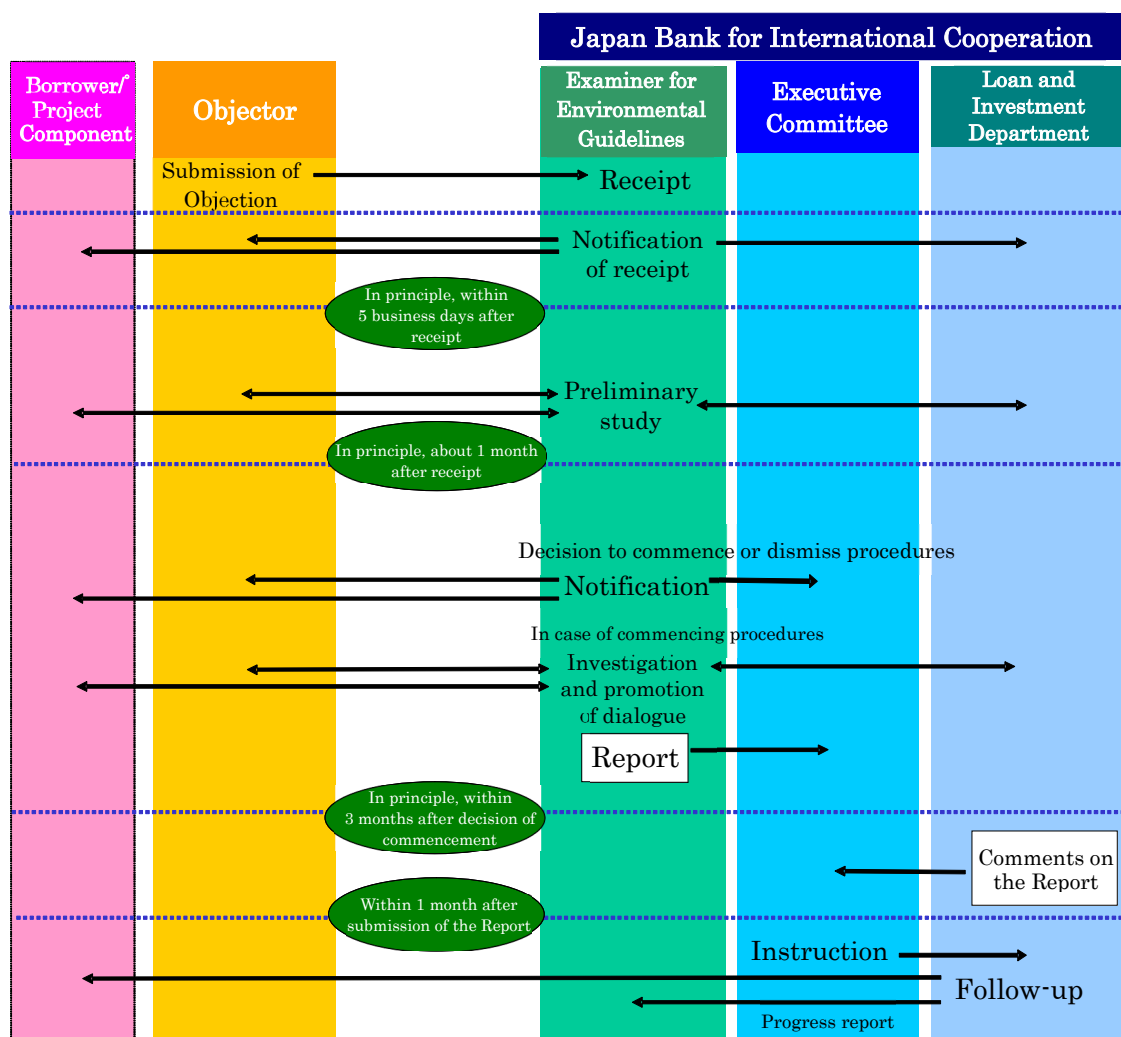 Japan Bank for International Cooperation
Borrower/
Project
Component
Objector
Examiner for
Environmental
Guidelines
Executive
Committee
Loan and
Investment
Department
Submission of
Objection
Receipt
Notification
of receipt
In principle, within
5 business days after
receipt
Preliminary
study
In principle, about 1 month
after receipt
Decision to commence or dismiss procedures
Notification
In case of commencing procedures
Investigation
and promotion
of dialogue
Report
In principle, within
3 months after decision of
commencement
Comments on
the Report
Within 1 month after
submission of the Report
Instruction
Follow-up
Progress report